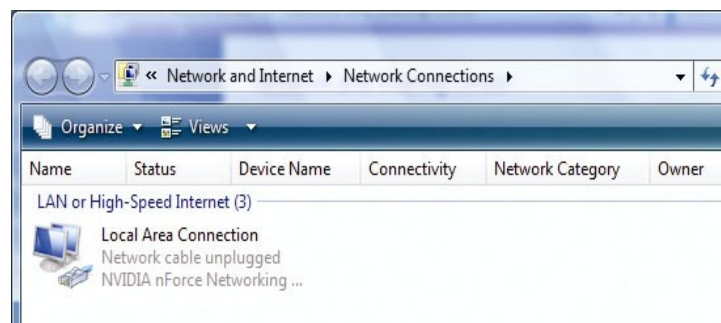 « Network and Internet ▸ Network Connections ▸
Organize Views
Name Status Device Name Connectivity Network Category Owner
LAN or High-Speed Internet (3)
Local Area Connection
Network cable unplugged
NVIDIA nForce Networking ...